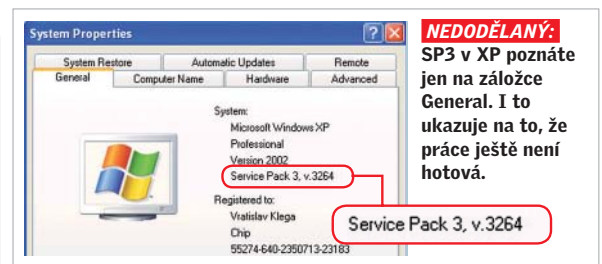 System Properties
System Restore Automatic Updates Remote
General Computer Name Hardware Advanced
System:
Microsoft Windows XP
Professional
Version 2002
Service Pack 3, v.3264
Registered to:
Vratislav Klega
Chip
55274-640-2350713-23183
Service Pack 3, v.3264
NEDODĚLANÝ:
SP3 v XP poznáte
jen na záložce
General. I to
ukazuje na to, že
práce ještě není
hotová.